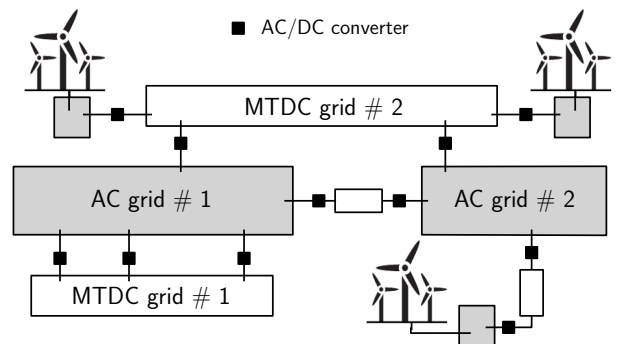 AC/DC converter
MTDC grid # 2
AC grid # 1
AC grid # 2
MTDC grid # 1